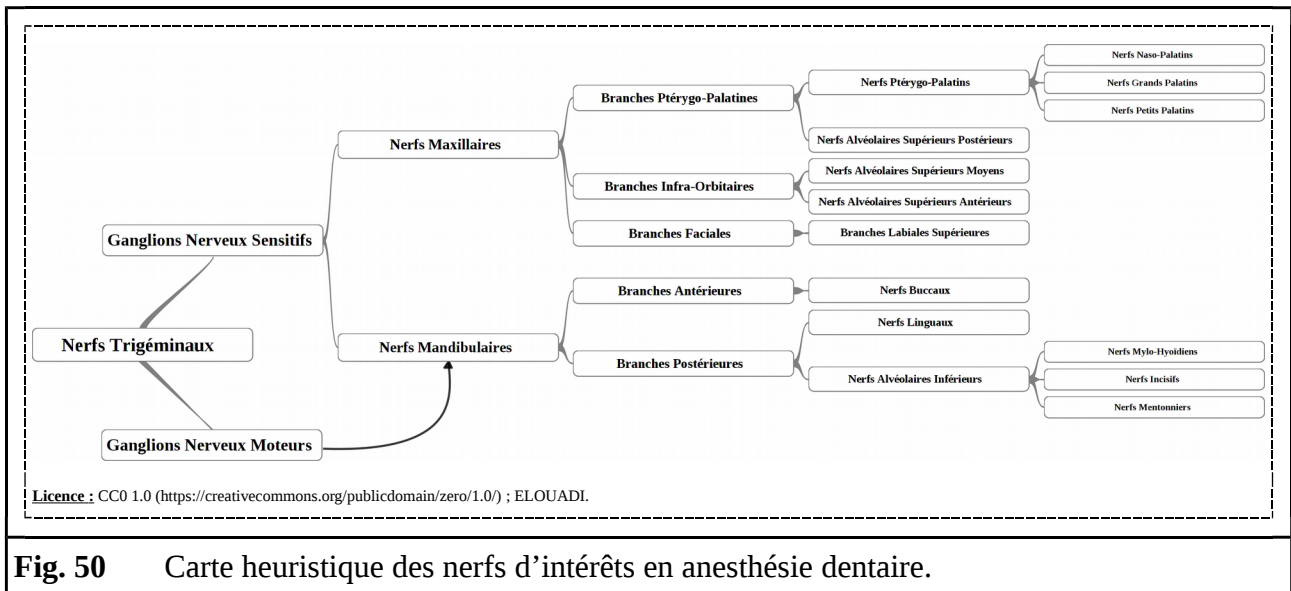 Nerfs Trigéminaux
Ganglions Nerveux Sensitifs
Nerfs Maxillaires
Branches Ptérygo-Palatines
Nerfs Ptérygo-Palatins
Nerfs Naso-Palatins
Nerfs Grands Palatins
Nerfs Petits Palatins
Nerfs Alvéolaires Supérieurs Postérieurs
Branches Infra-Orbitaires
Nerfs Alvéolaires Supérieurs Moyens
Nerfs Alvéolaires Supérieurs Antérieurs
Branches Faciales
Branches Labiales Supérieures
Nerfs Mandibulaires
Branches Antérieures
Nerfs Buccaux
Branches Postérieures
Nerfs Linguaux
Nerfs Alvéolaires Inférieurs
Nerfs Mylo-Hyoïdiens
Nerfs Incisifs
Nerfs Mentonniers
Ganglions Nerveux Moteurs
Licence : CC0 1.0 (https://creativecommons.org/publicdomain/zero/1.0/) ; ELOUADI.
Fig. 50 Carte heuristique des nerfs d’intérêts en anesthésie dentaire.